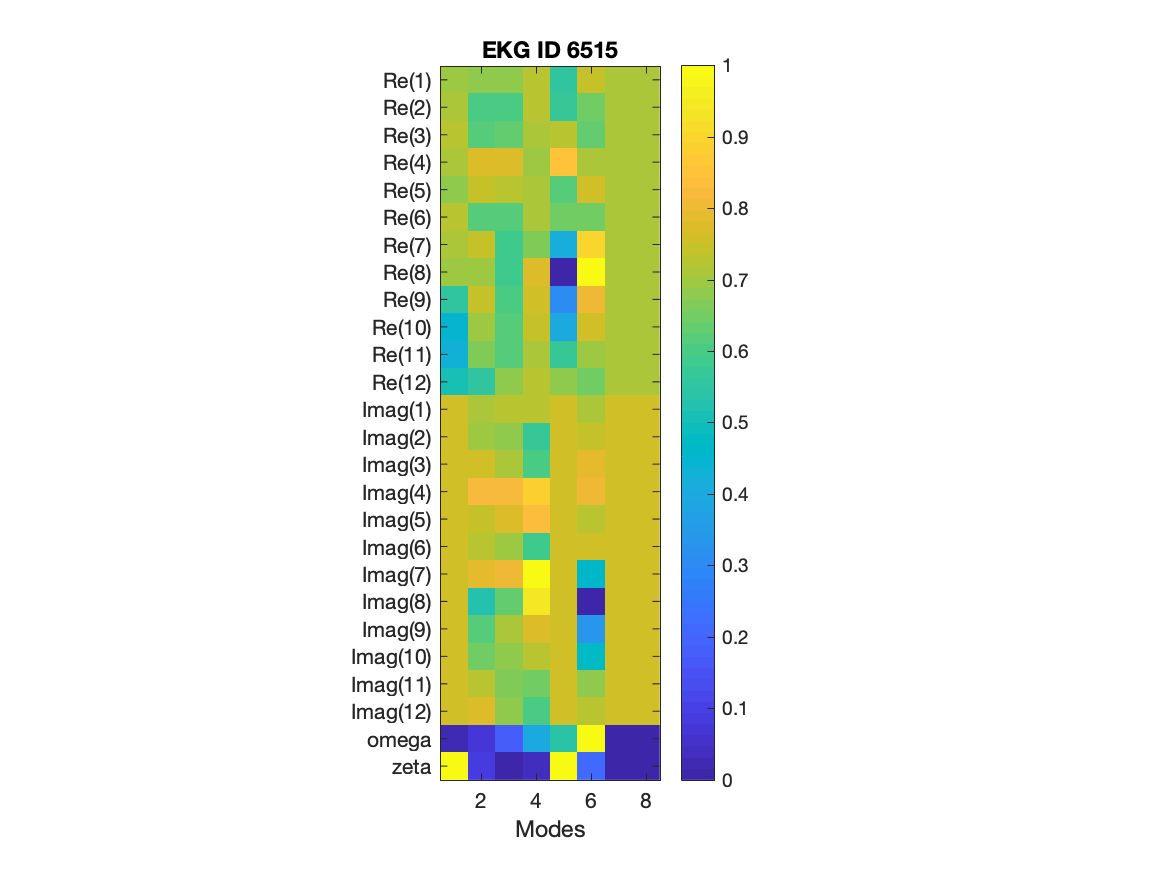 EKG ID 6515
Re(1)
Re(2)
Re(3)
Re(4)
Re(5)
Re(6)
Re(7)
Re(8)
Re(9)
Re(10)
Re(11)
Re(12)
Imag(1)
Imag(2)
Imag(3)
Imag(4)
Imag(5)
Imag(6)
Imag(7)
Imag(8)
Imag(9)
Imag(10)
Imag(11)
Imag(12)
omega
zeta
2 4 6 8
Modes
1
0.9
0.8
0.7
0.6
0.5
0.4
0.3
0.2
0.1
0